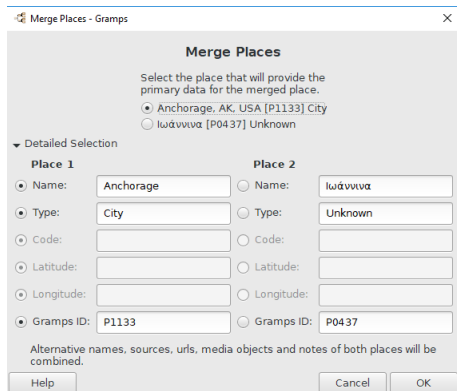 Merge Places - Gramps
Merge Places
Select the place that will provide the
primary data for the merged place.
Anchorage, AK, USA [P1133] City
Ιωάννινα [P0437] Unknown
Detailed Selection
Place 1 Place 2
Name: Anchorage Name: Ιωάννινα
Type: City Type: Unknown
Code: Code:
Latitude: Latitude:
Longitude: Longitude:
Gramps ID: P1133 Gramps ID: P0437
Alternative names, sources, urls, media objects and notes of both places will be
combined.
Help Cancel OK